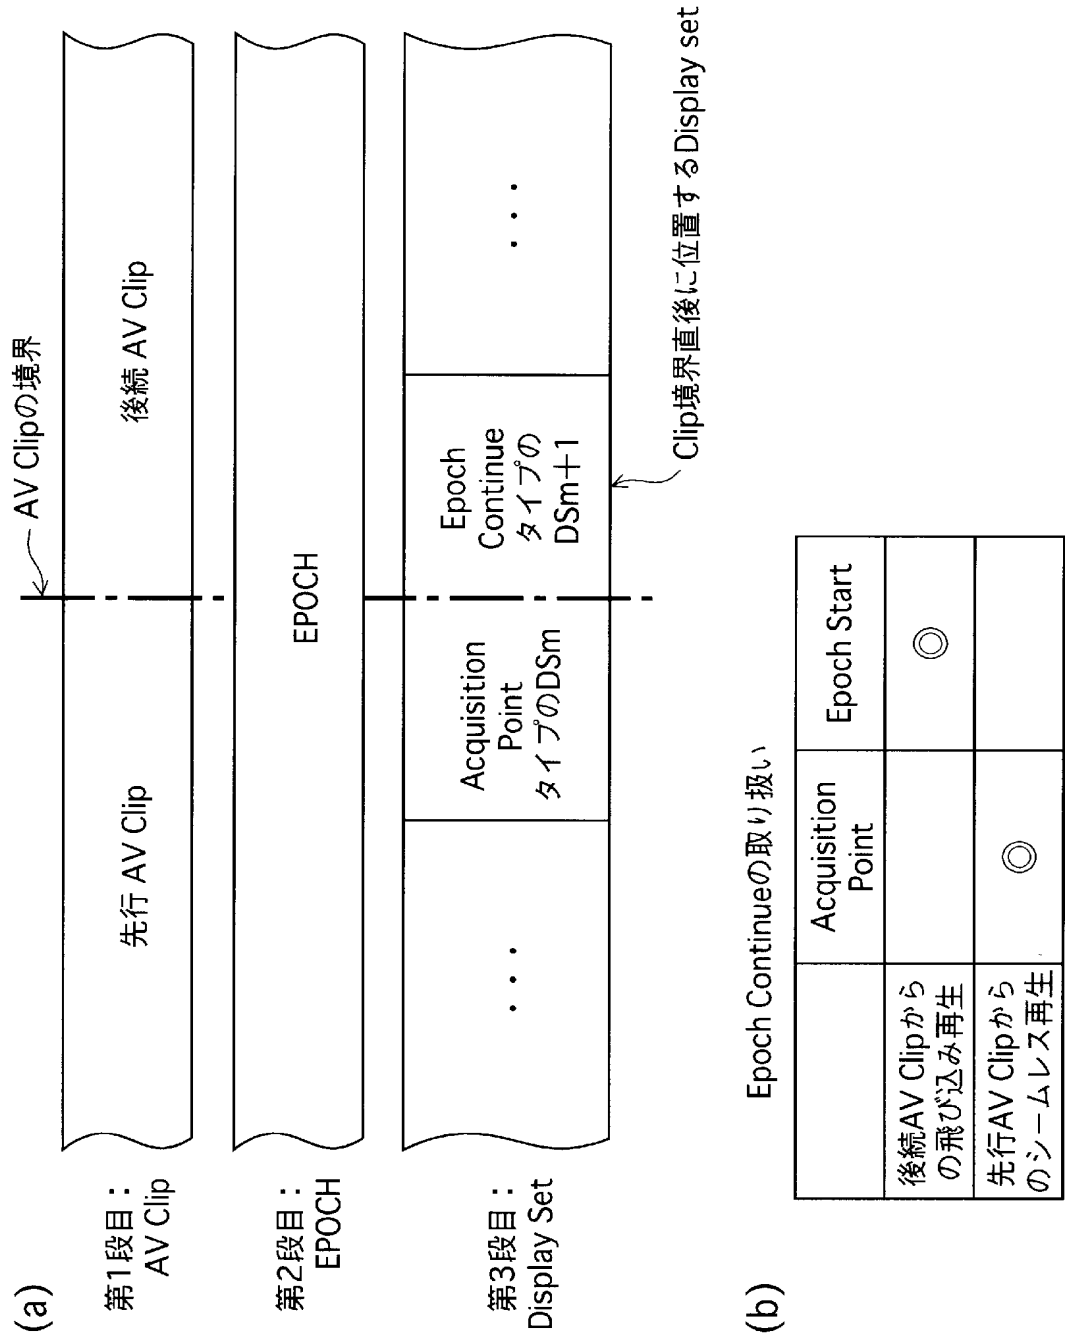 (a)
AV Clipの境界
第1段目：
AV Clip
先行 AV Clip
後続 AV Clip
第2段目：
EPOCH
EPOCH
第3段目：
Display Set
・・・
Acquisition
Point
タイプのDSm
Epoch
Continue
タイプの
DSm＋1
・・・
Clip境界直後に位置するDisplay set
(b)
Epoch Continueの取り扱い
Acquisition
Point
Epoch Start
後続AV Clipから
の飛び込み再生
◎
先行AV Clipから
のシームレス再生
◎